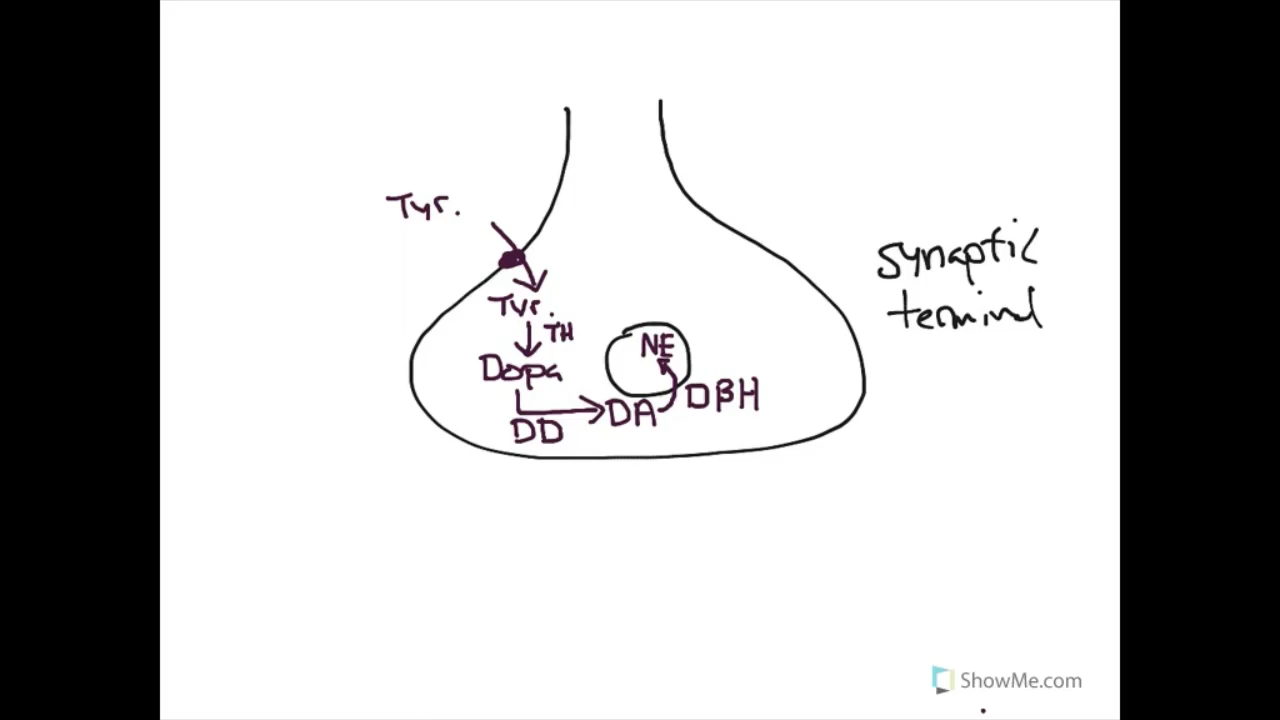 Tyr.
synaptic
terminal
Tyr.
TH
Dopa
NE
DA
DβH
DD
ShowMe.com